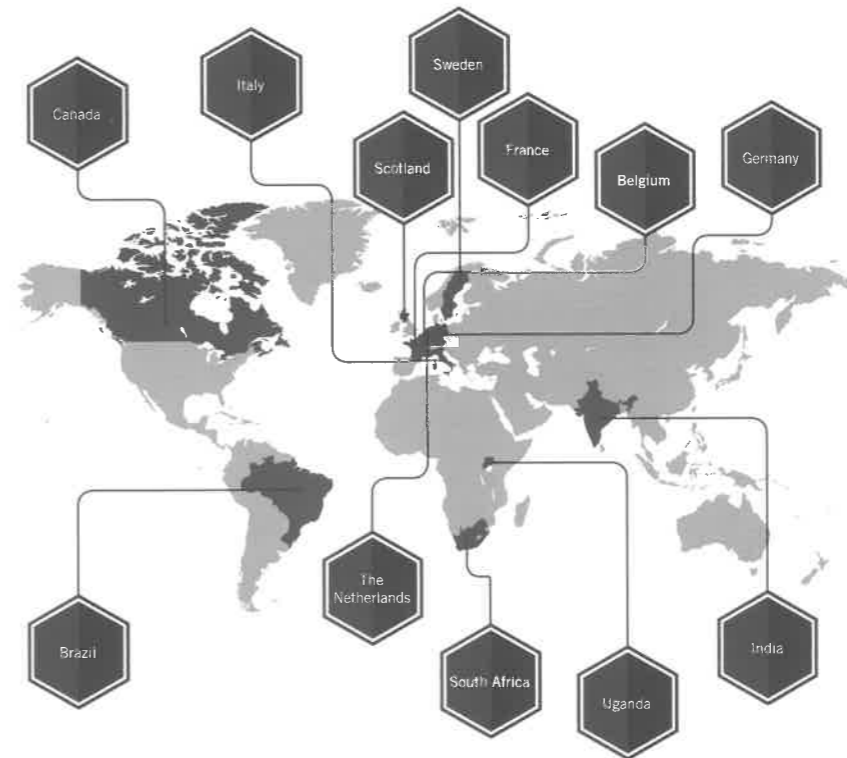 Sweden
Italy
Canada
France
Scotland
Belgium
Germany
The
Netherlands
Brazil
South Africa
Uganda
India